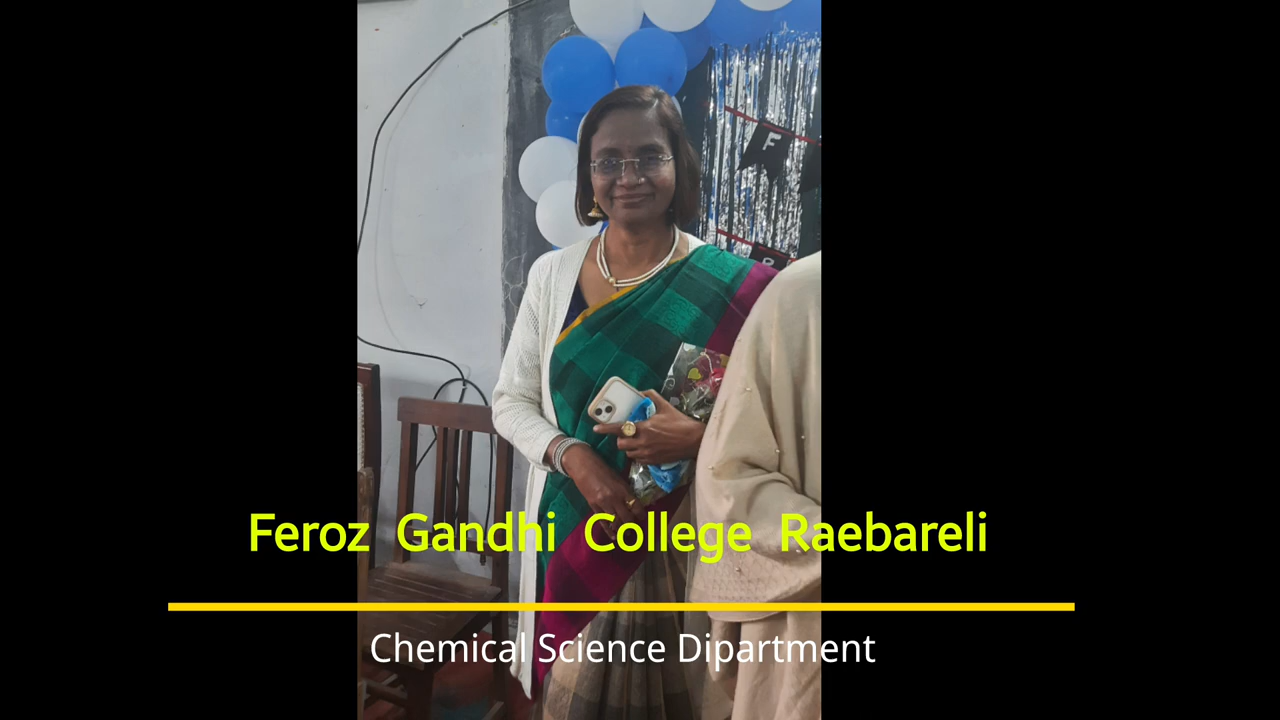 F
R
Feroz Gandhi College Raebareli
Chemical Science Dipartment